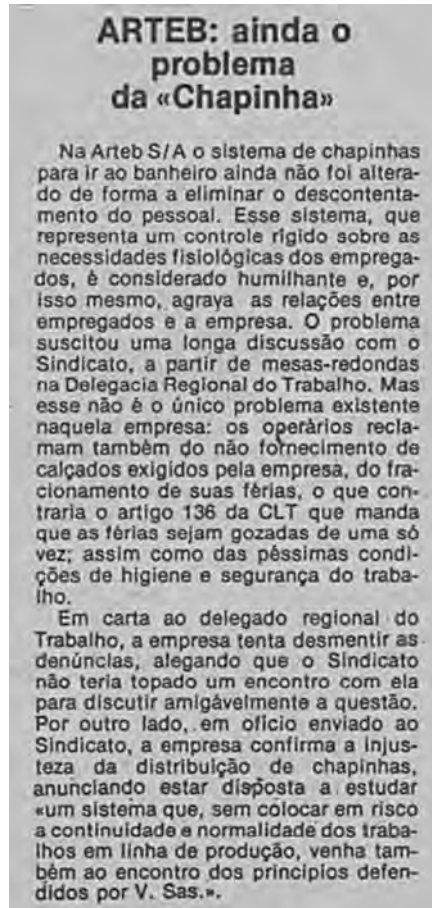 ARTEB: ainda o
problema
da «Chapinha»
Na Arteb S/A o sistema de chapinhas
para ir ao banheiro ainda não foi altera-
do de forma a eliminar o descontenta-
mento do pessoal. Esse sistema, que
representa um controle rígido sobre as
necessidades fisiológicas dos emprega-
dos, é considerado humilhante e, por
isso mesmo, agrava as relações entre
empregados e a empresa. O problema
suscitou uma longa discussão com o
Sindicato, a partir de mesas-redondas
na Delegacia Regional do Trabalho. Mas
esse não é o único problema existente
naquela empresa: os operários recla-
mam também do não fornecimento de
calçados exigidos pela empresa, do fra-
cionamento de suas férias, o que con-
traria o artigo 136 da CLT que manda
que as férias sejam gozadas de uma só
vez; assim como das péssimas condi-
ções de higiene e segurança do traba-
lho.
Em carta ao delegado regional do
Trabalho, a empresa tenta desmentir as
denúncias, alegando que o Sindicato
não teria topado um encontro com ela
para discutir amigávelmente a questão.
Por outro lado, em ofício enviado ao
Sindicato, a empresa confirma a injus-
teza da distribuição de chapinhas,
anunciando estar disposta a estudar
«um sistema que, sem colocar em risco
a continuidade e normalidade dos traba-
lhos em linha de produção, venha tam-
bém ao encontro dos princípios defen-
didos por V. Sas.».